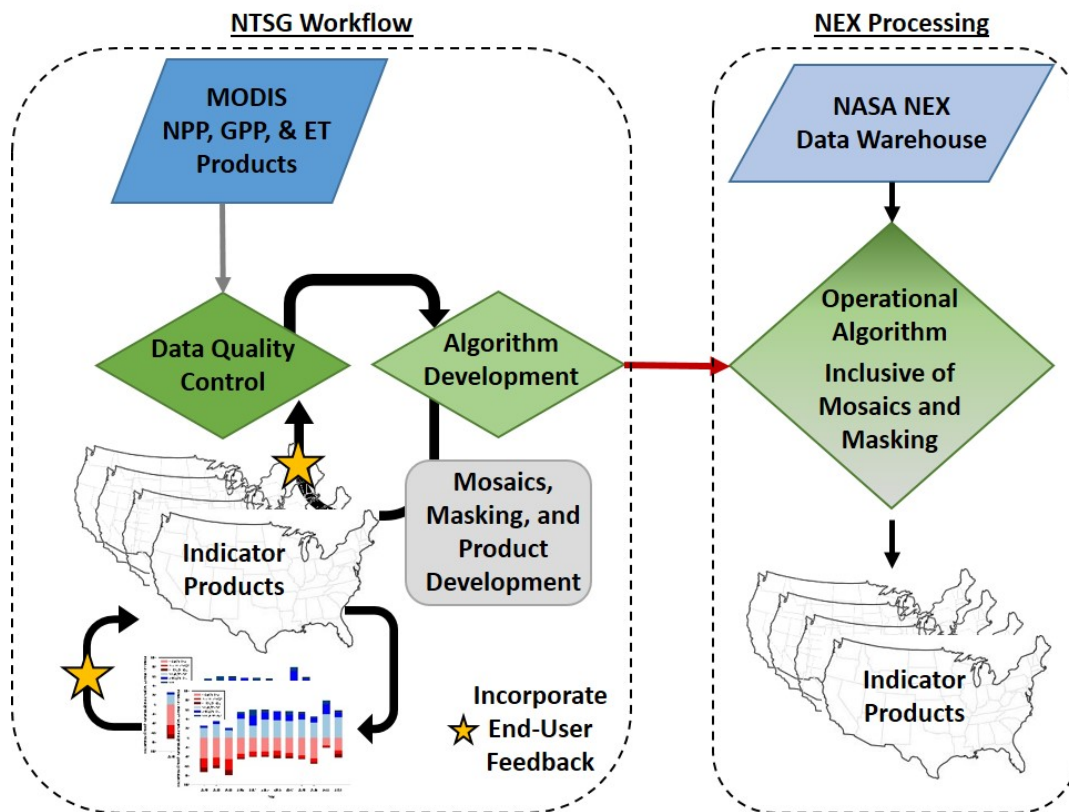 NTSG Workflow
MODIS
NPP, GPP, & ET
Products
Data Quality
Control
Algorithm
Development
Mosaics,
Masking, and
Product
Development
Indicator
Products
Incorporate
End-User
Feedback
NEX Processing
NASA NEX
Data Warehouse
Operational
Algorithm
Inclusive of
Mosaics and
Masking
Indicator
Products